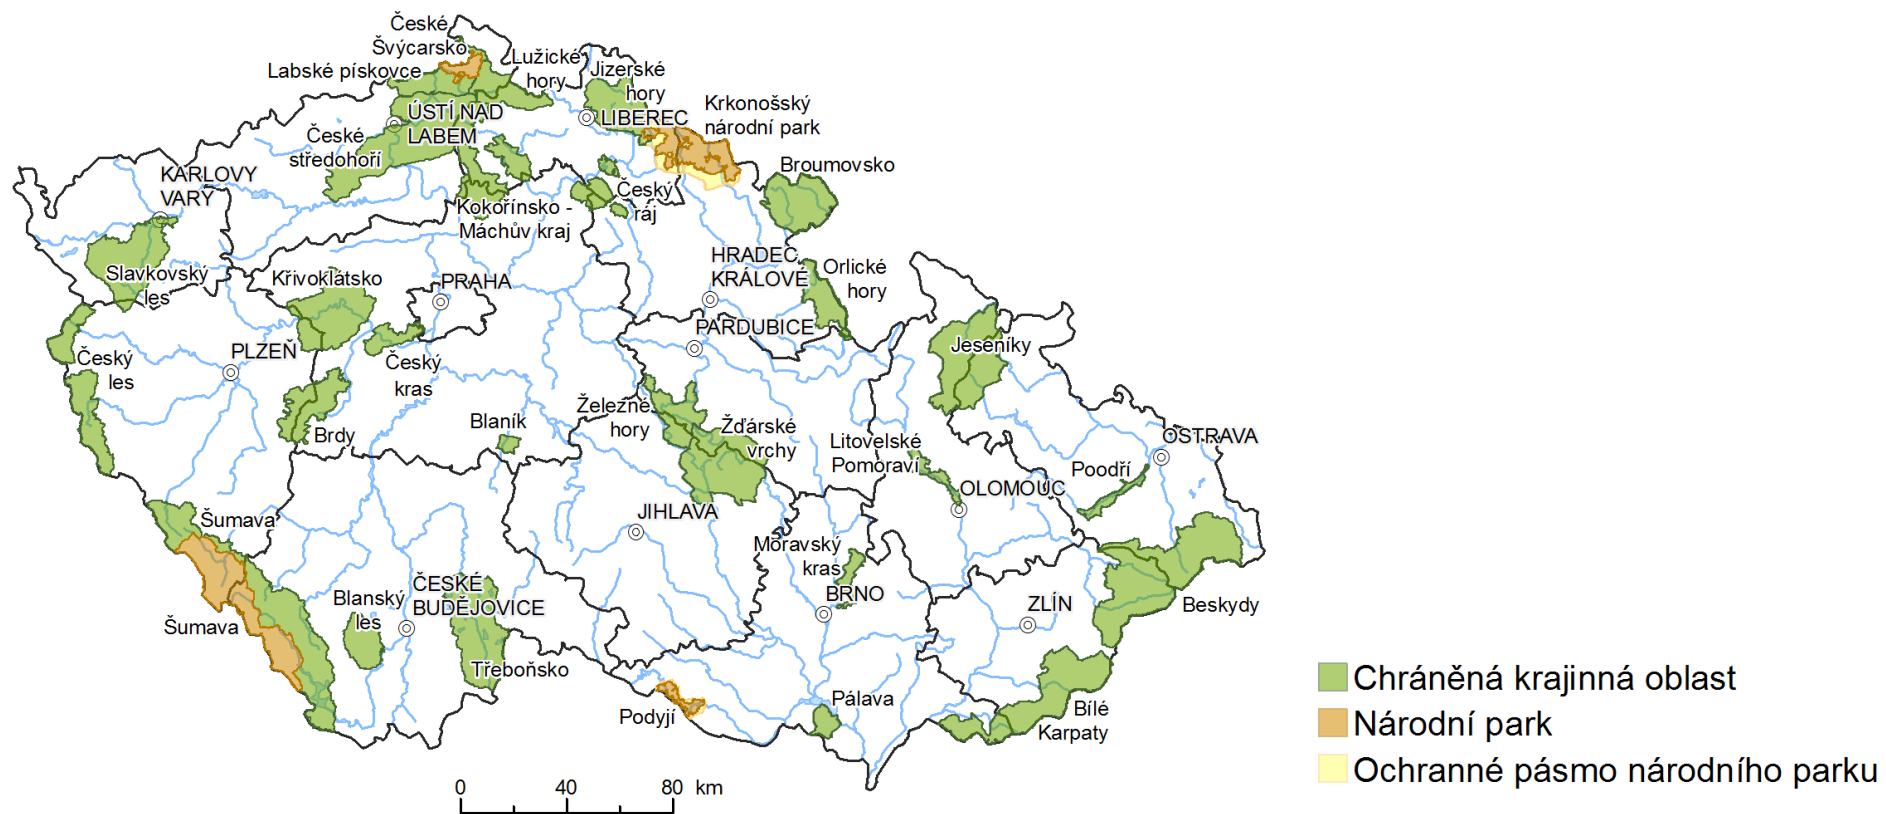 České
Švýcarsko
Labské pískovce
Lužické
hory
Jizerské
hory
ÚSTÍ NAD
LABEM
LIBEREC
Krkonošský
národní park
České
středohoří
KARLOVY
VARY
Broumovsko
Český
ráj
Kokořínsko -
Máchův kraj
Slavkovský
les
Křivoklátsko
PRAHA
HRADEC
KRÁLOVÉ
Orlické
hory
PARDUBICE
Jeseníky
PLZEŇ
Český
les
Český
kras
Brdy
Blaník
Železné
hory
Žďárské
vrchy
Litovelské
Pomoraví
OSTRAVA
Poodří
OLOMOUC
Šumava
JIHLAVA
Moravský
kras
BRNO
ČESKÉ
BUDĚJOVICE
Blanský
les
ZLÍN
Beskydy
Šumava
Třeboňsko
Podyjí
Pálava
Bílé
Karpaty
0 40 80 km
Chráněná krajinná oblast
Národní park
Ochranné pásmo národního parku